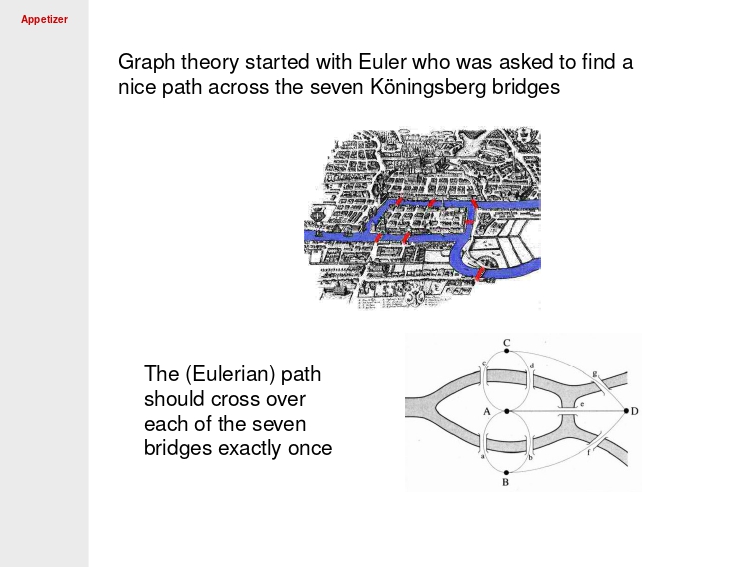 Appetizer
Graph theory started with Euler who was asked to find a
nice path across the seven Köningsberg bridges
The (Eulerian) path
should cross over
each of the seven
bridges exactly once
C
c
d
g
A
e
D
a
b
f
B